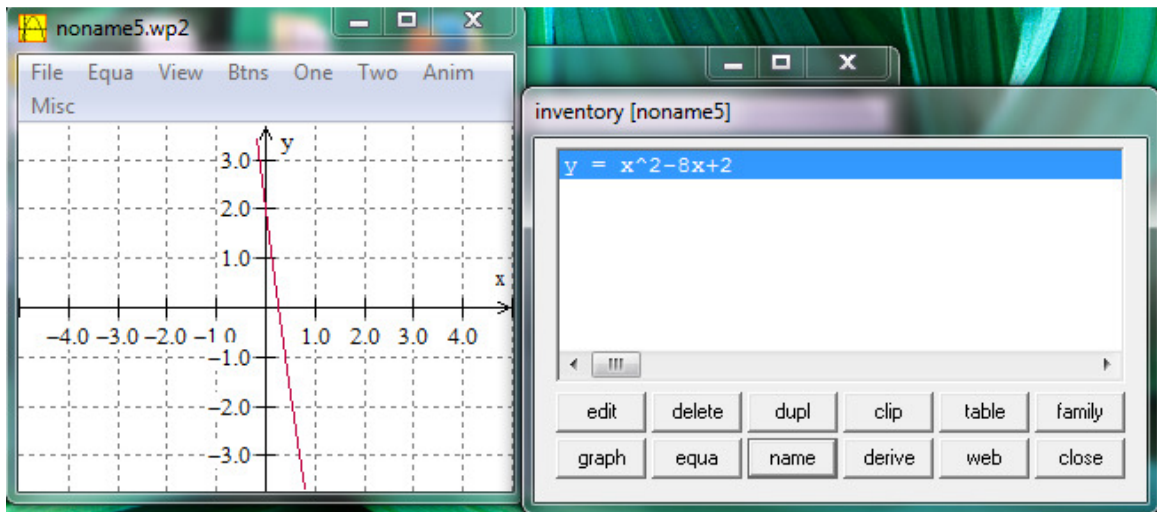 noname5.wp2
File Equa View Btns One Two Anim
Misc
y
3.0
2.0
1.0
x
−4.0 −3.0 −2.0 −1.0 1.0 2.0 3.0 4.0
−1.0
−2.0
−3.0
inventory [noname5]
y = x^2−8x+2
edit delete dupl clip table family
graph equa name derive web close